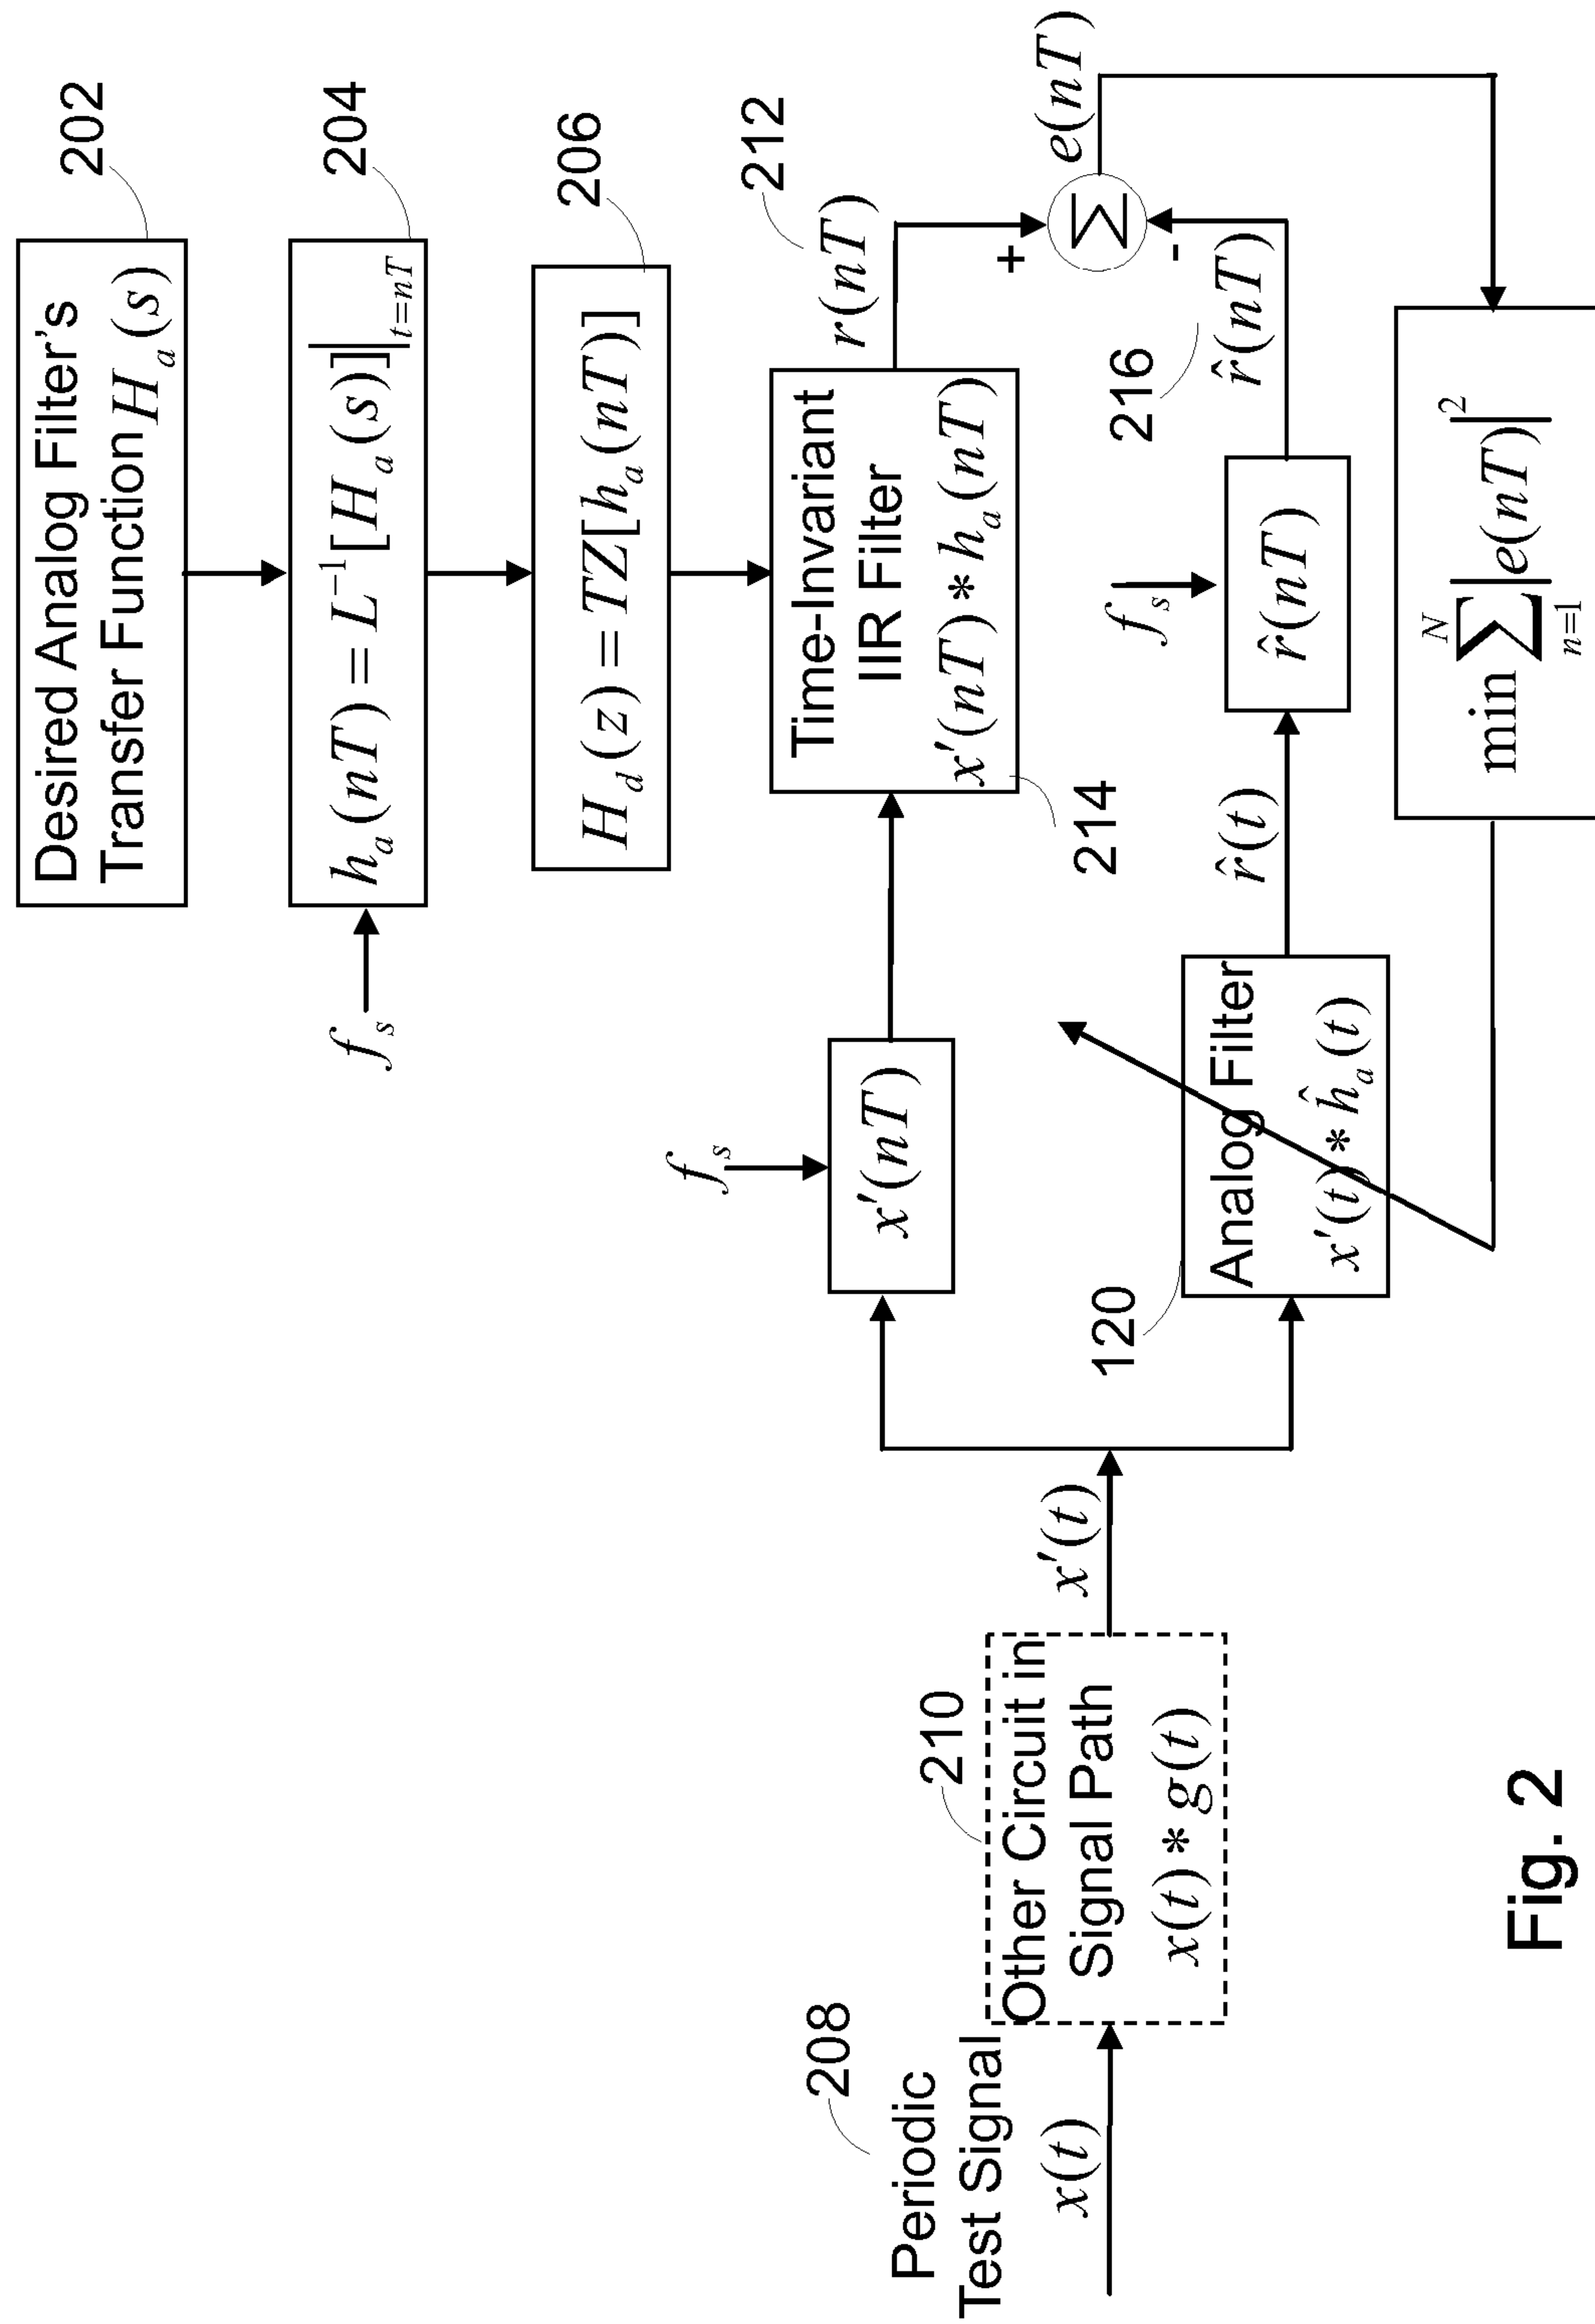 202
Desired Analog Filter's
Transfer Function H_a(s)
204
f_s
h_a(nT) = L^{-1}[H_a(s)]|_{t=nT}
206
H_d(z) = TZ[h_a(nT)]
212
f_s
x'(nT)
Time-Invariant
IIR Filter
x'(nT) * h_a(nT)
214
r(nT)
+
Σ
-
e(nT)
208
Periodic
Test Signal
x(t)
210
Other Circuit in
Signal Path
x(t) * g(t)
x'(t)
120
Analog Filter
x'(t) * ĥ_a(t)
r̂(t)
f_s
r̂(nT)
216
r̂(nT)
min ∑_{n=1}^{N} |e(nT)|^2
Fig. 2